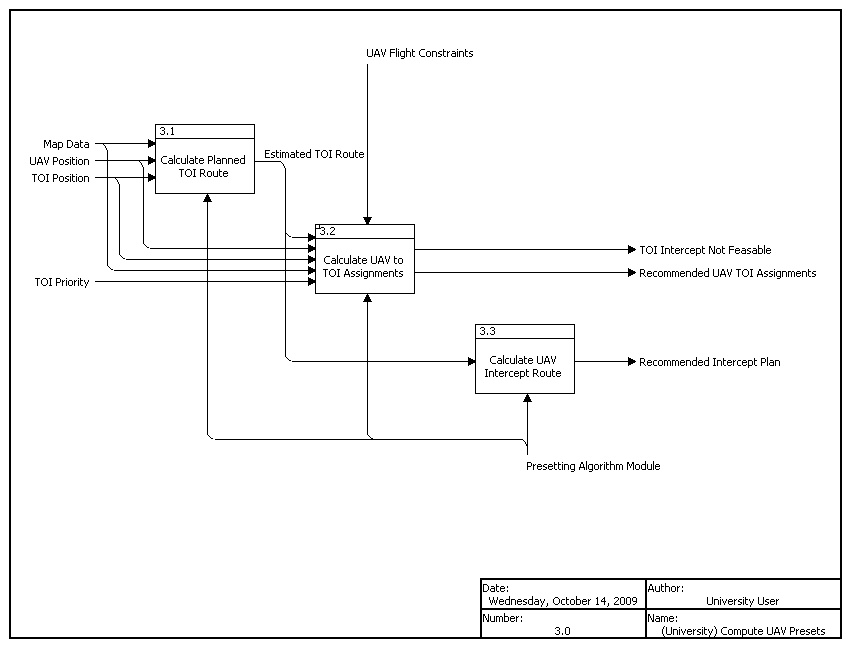 UAV Flight Constraints
3.1
Map Data
UAV Position
TOI Position
Calculate Planned
TOI Route
Estimated TOI Route
3.2
Calculate UAV to
TOI Assignments
TOI Intercept Not Feasable
Recommended UAV TOI Assignments
TOI Priority
3.3
Calculate UAV
Intercept Route
Recommended Intercept Plan
Presetting Algorithm Module
Date:
Wednesday, October 14, 2009
Author:
University User
Number:
3.0
Name:
(University) Compute UAV Presets